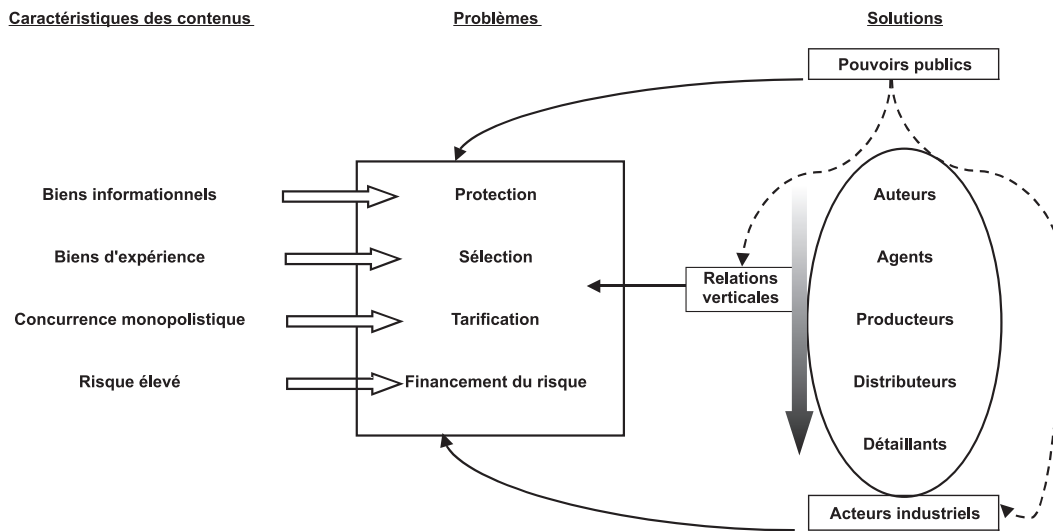 Caractéristiques des contenus
Problèmes
Solutions
Pouvoirs publics
Biens informationnels
Protection
Auteurs
Biens d'expérience
Sélection
Agents
Relations
verticales
Concurrence monopolistique
Tarification
Producteurs
Risque élevé
Financement du risque
Distributeurs
Détaillants
Acteurs industriels